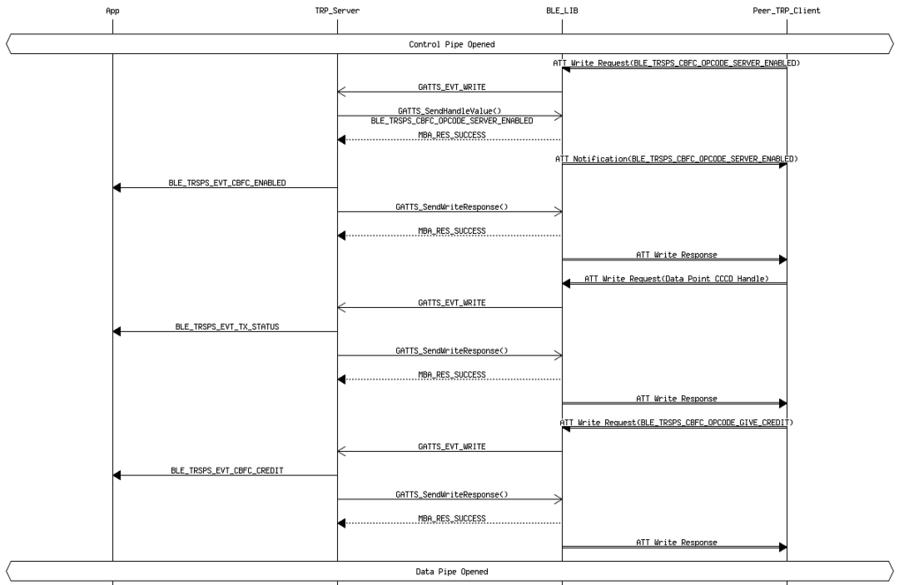 App TRP_Server BLE_LIB Peer_TRP_Client
Control Pipe Opened
ATT Write Request(BLE_TRSPS_CBFC_OPCODE_SERVER_ENABLED)
GATTS_EVT_WRITE
GATTS_SendHandleValue()
BLE_TRSPS_CBFC_OPCODE_SERVER_ENABLED
MBA_RES_SUCCESS
ATT Notification(BLE_TRSPS_CBFC_OPCODE_SERVER_ENABLED)
BLE_TRSPS_EVT_CBFC_ENABLED
GATTS_SendWriteResponse()
MBA_RES_SUCCESS
ATT Write Response
ATT Write Request(Data Point CCCD Handle)
GATTS_EVT_WRITE
BLE_TRSPS_EVT_TX_STATUS
GATTS_SendWriteResponse()
MBA_RES_SUCCESS
ATT Write Response
ATT Write Request(BLE_TRSPS_CBFC_OPCODE_GIVE_CREDIT)
GATTS_EVT_WRITE
BLE_TRSPS_EVT_CBFC_CREDIT
GATTS_SendWriteResponse()
MBA_RES_SUCCESS
ATT Write Response
Data Pipe Opened